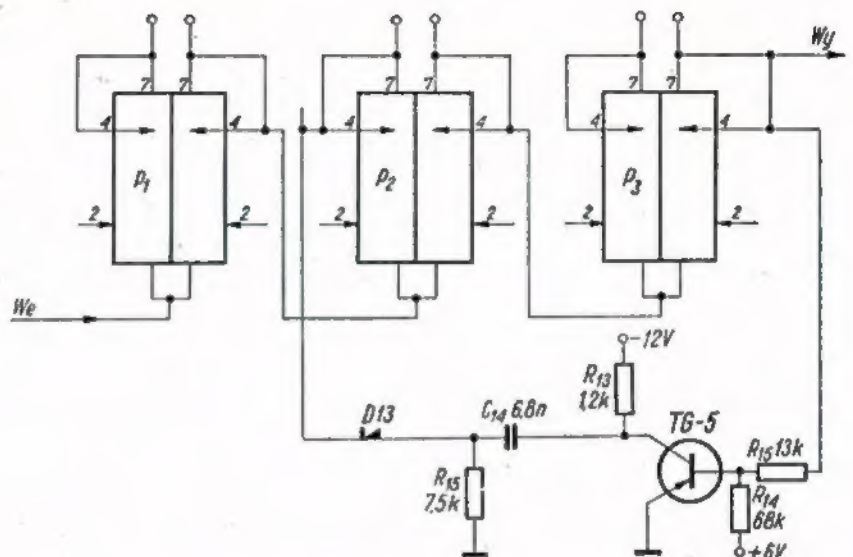 Wy
7 7
7 7
7 7
4 4
4 4
4 4
P1
P2
P3
2 2
2 2
2 2
We
-12V
R13
1,2k
D13
C14 6,8n
TG-5
R15 13k
R15
7,5k
R14
68k
+6V